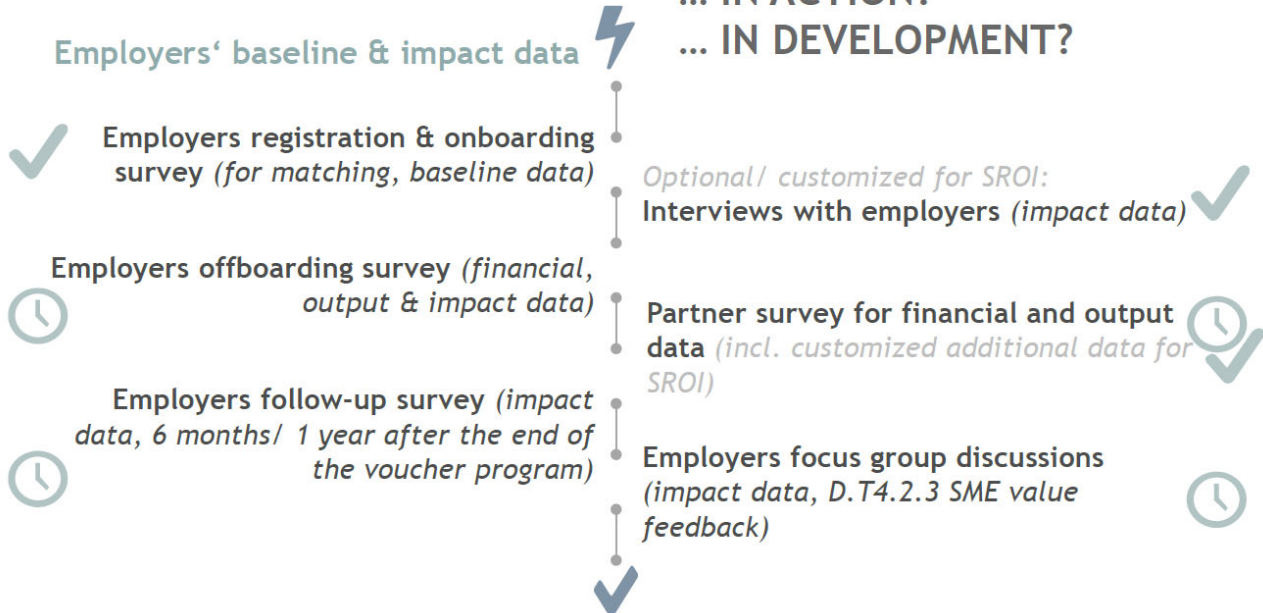 ... IN ACTION?
... IN DEVELOPMENT?
Employers‘ baseline & impact data
Employers registration & onboarding
survey (for matching, baseline data)
Optional/ customized for SROI:
Interviews with employers (impact data)
Employers offboarding survey (financial,
output & impact data)
Partner survey for financial and output
data (incl. customized additional data for
SROI)
Employers follow-up survey (impact
data, 6 months/ 1 year after the end of
the voucher program)
Employers focus group discussions
(impact data, D.T4.2.3 SME value
feedback)